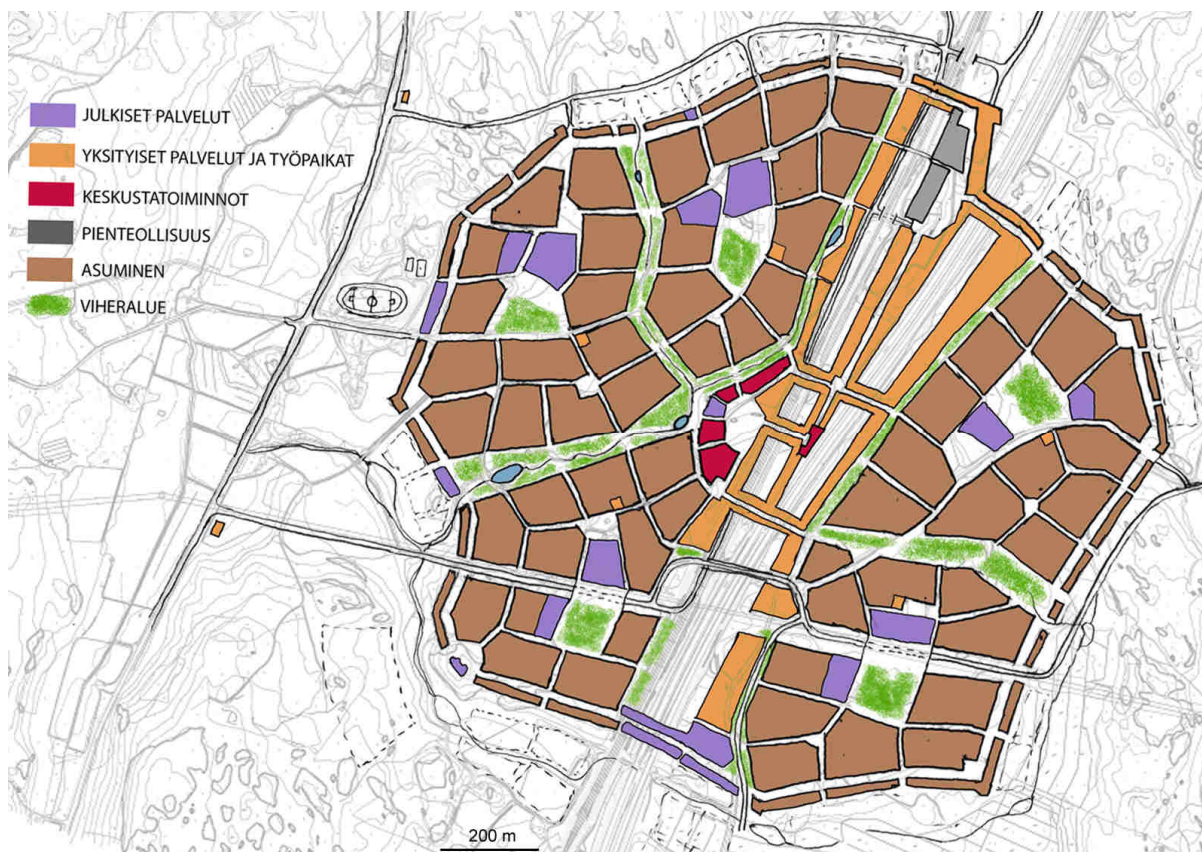 JULKISET PALVELUT
YKSITYISET PALVELUT JA TYÖPAIKAT
KESKUSTATOIMINNOT
PIENTEOLLISUUS
ASUMINEN
VIHERALUE
200 m